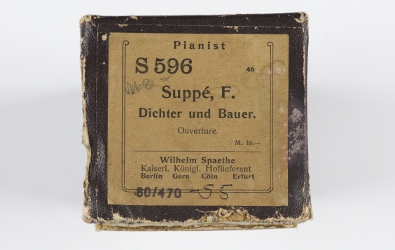 Pianist
S 596 46
Suppé, F.
Dichter und Bauer.
Ouverture.
M. 10.—
Wilhelm Spaethe
Kaiserl. Königl. Hoflieferant
Berlin Gera Cöln Erfurt
80/470 – S 5